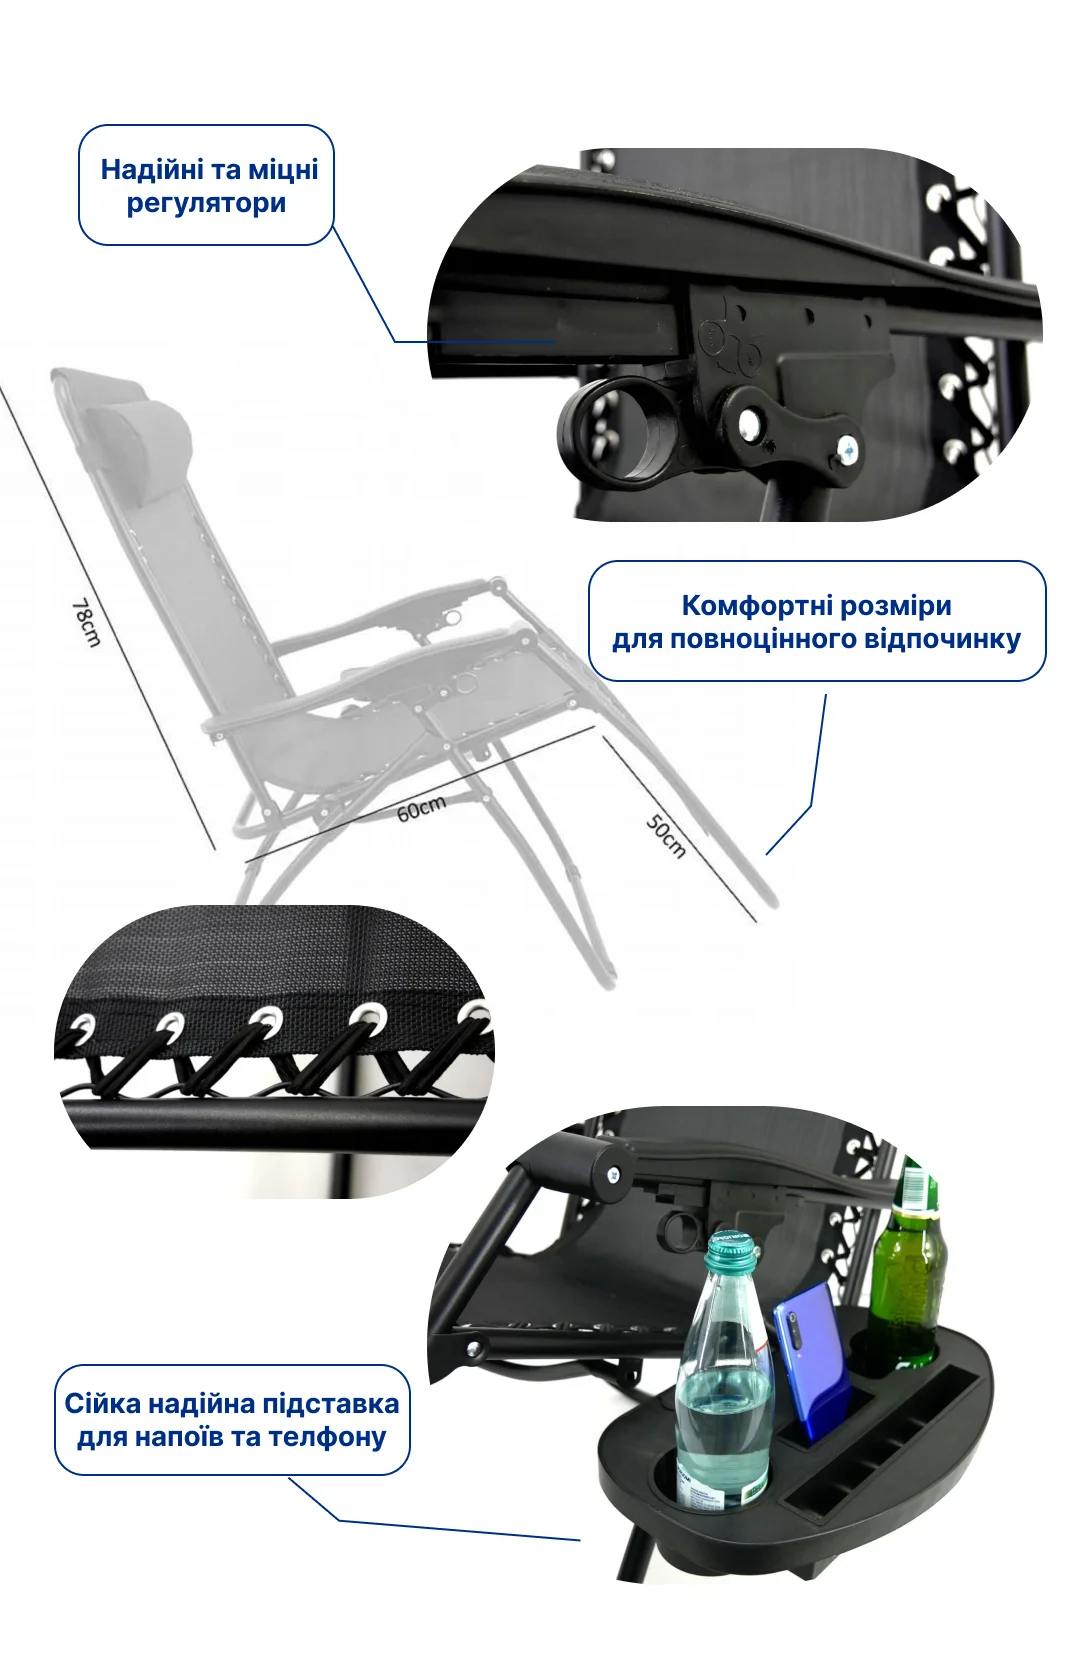 Надійні та міцні
регулятори
78cm
Комфортні розміри
для повноцінного відпочинку
60cm
50cm
Сійка надійна підставка
для напоїв та телфону